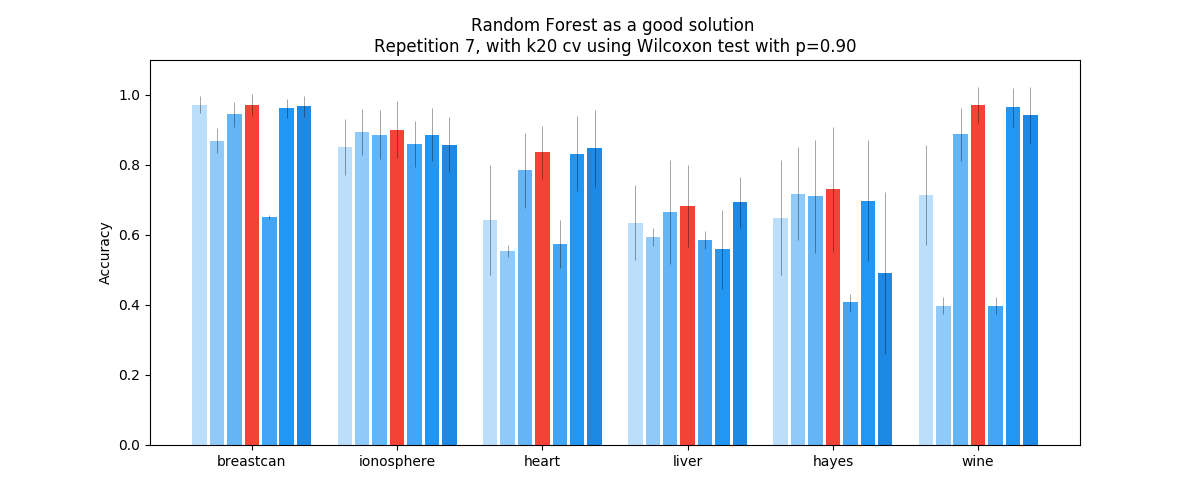 Random Forest as a good solution
Repetition 7, with k20 cv using Wilcoxon test with p=0.90
Accuracy
1.0
0.8
0.6
0.4
0.2
0.0
breastcan ionosphere heart liver hayes wine